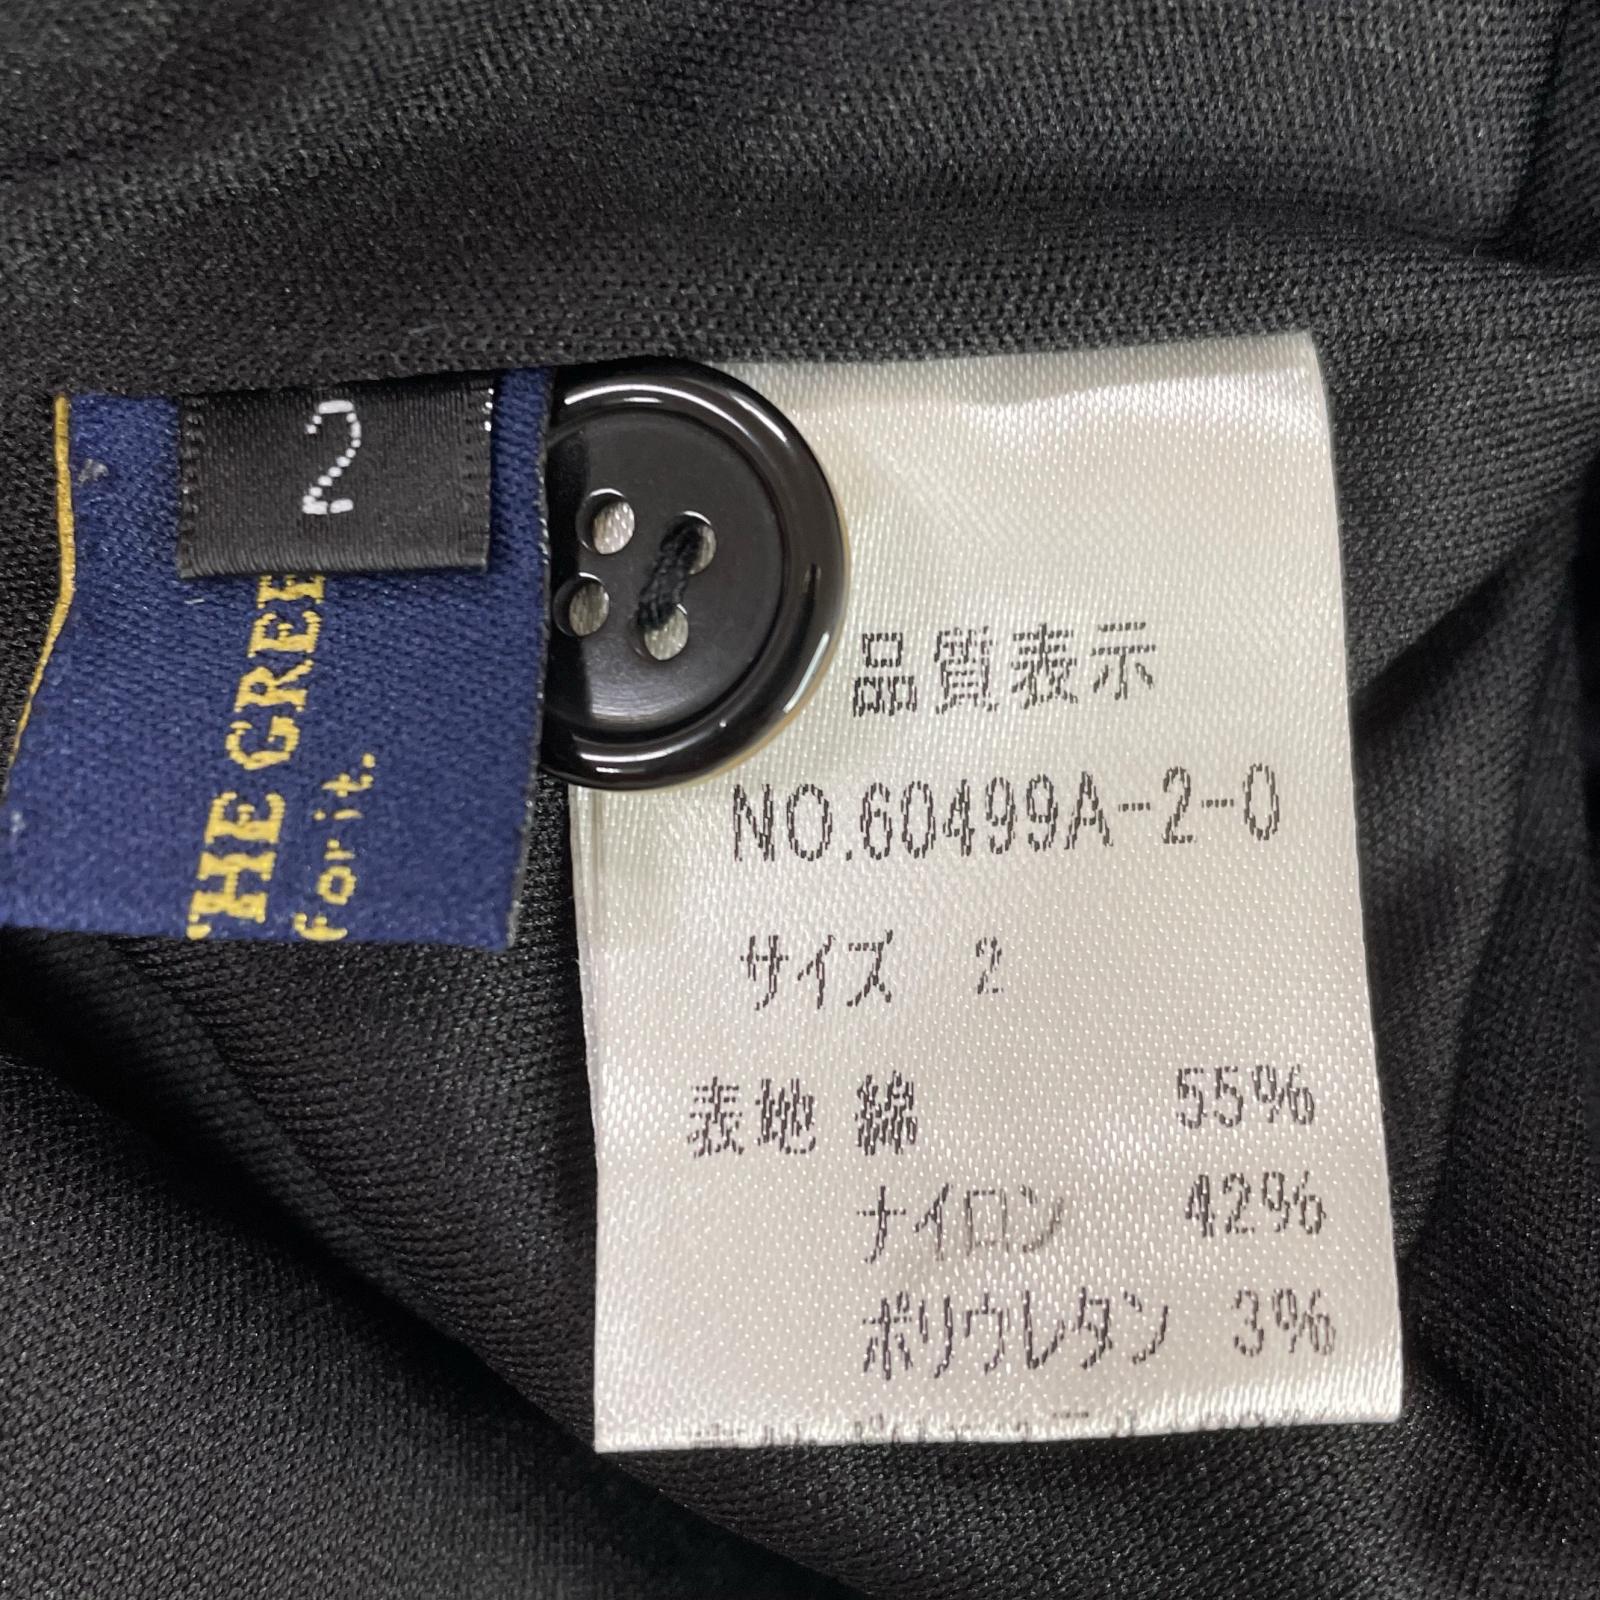 2
THE GREE
for it.
品質表示
NO.60499A-2-0
サイズ 2
表地 綿 55%
ナイロン 42%
ポリウレタン 3%